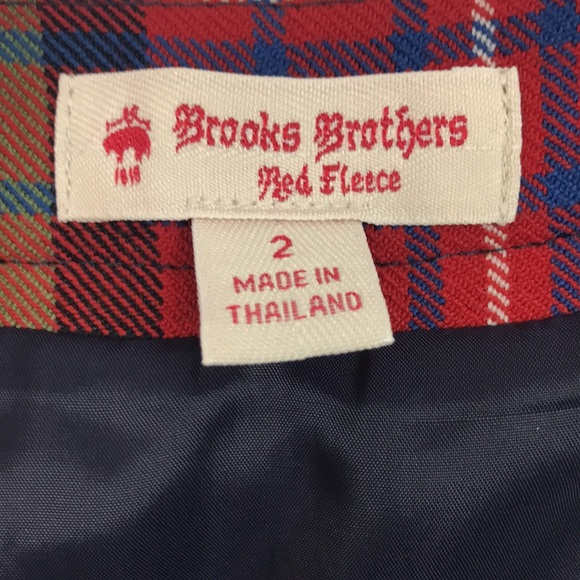 Brooks Brothers
Red Fleece
1818
2
MADE IN
THAILAND